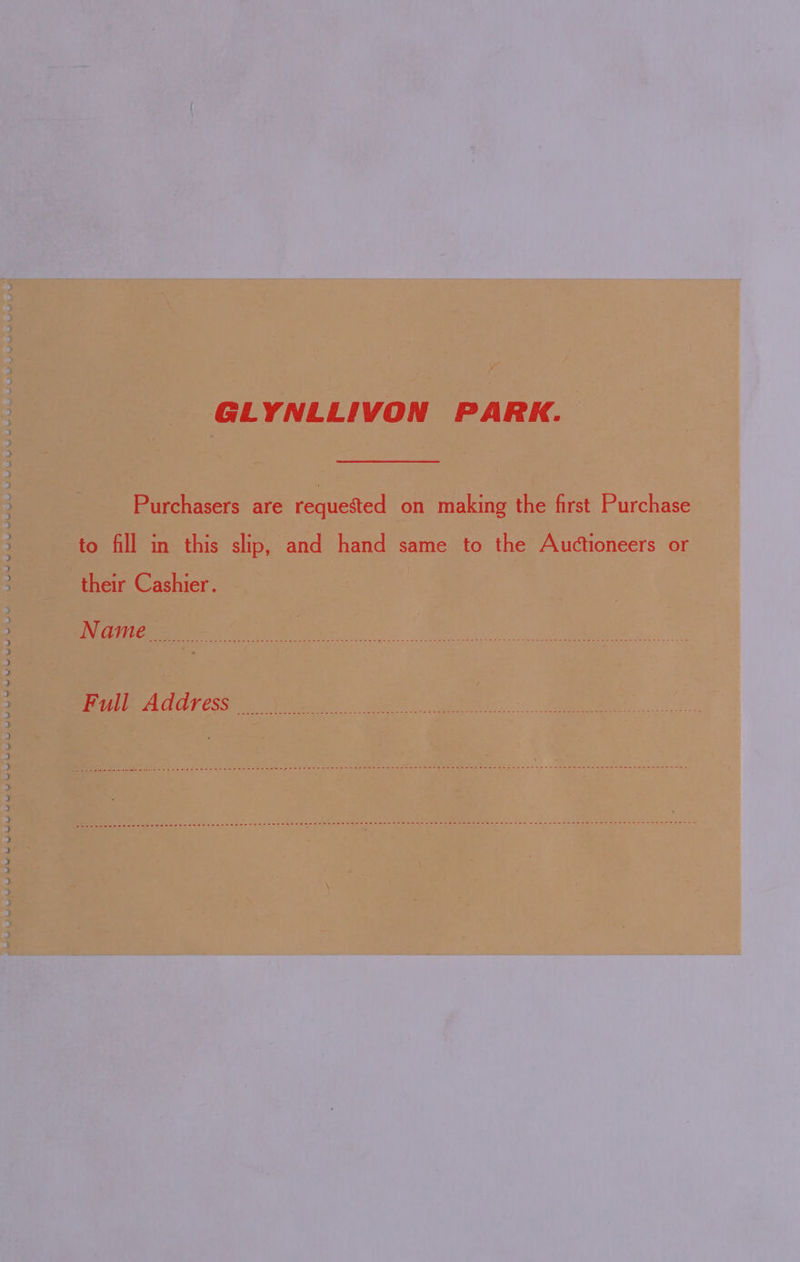 GLYNLLIVON PARK.
Purchasers are requested on making the first Purchase
to fill in this slip, and hand same to the Auctioneers or
their Cashier.
Name
Full Address